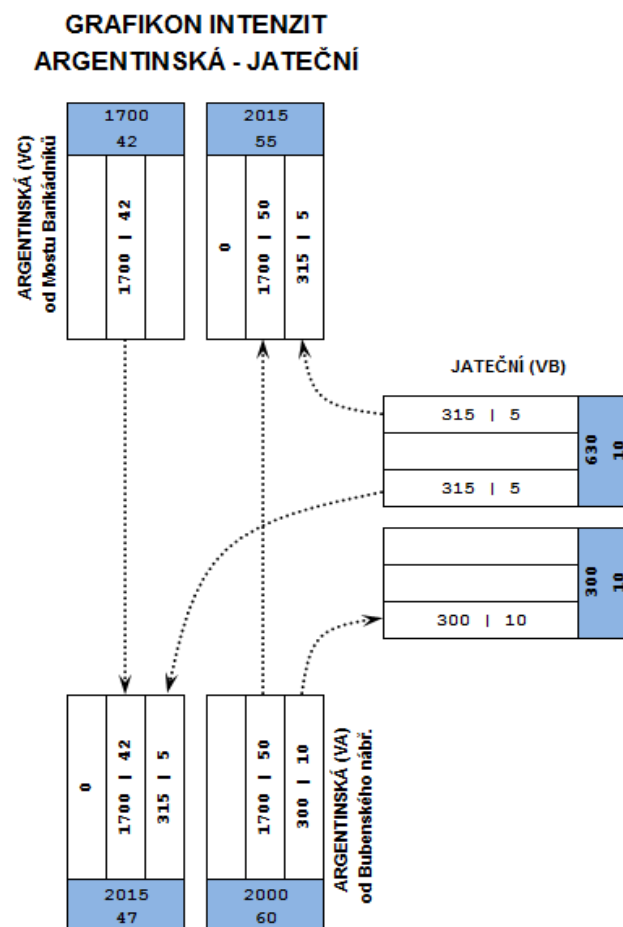 GRAFIKON INTENZIT
ARGENTINSKÁ - JATEČNÍ
ARGENTINSKÁ (VC)
od Mostu Barikádníků
1700
42
1700 | 42
2015
55
0
1700 | 50
315 | 5
JATEČNÍ (VB)
315 | 5
315 | 5
630
10
300 | 10
300
10
0
1700 | 42
315 | 5
2015
47
1700 | 50
300 | 10
2000
60
ARGENTINSKÁ (VA)
od Bubenského nábř.